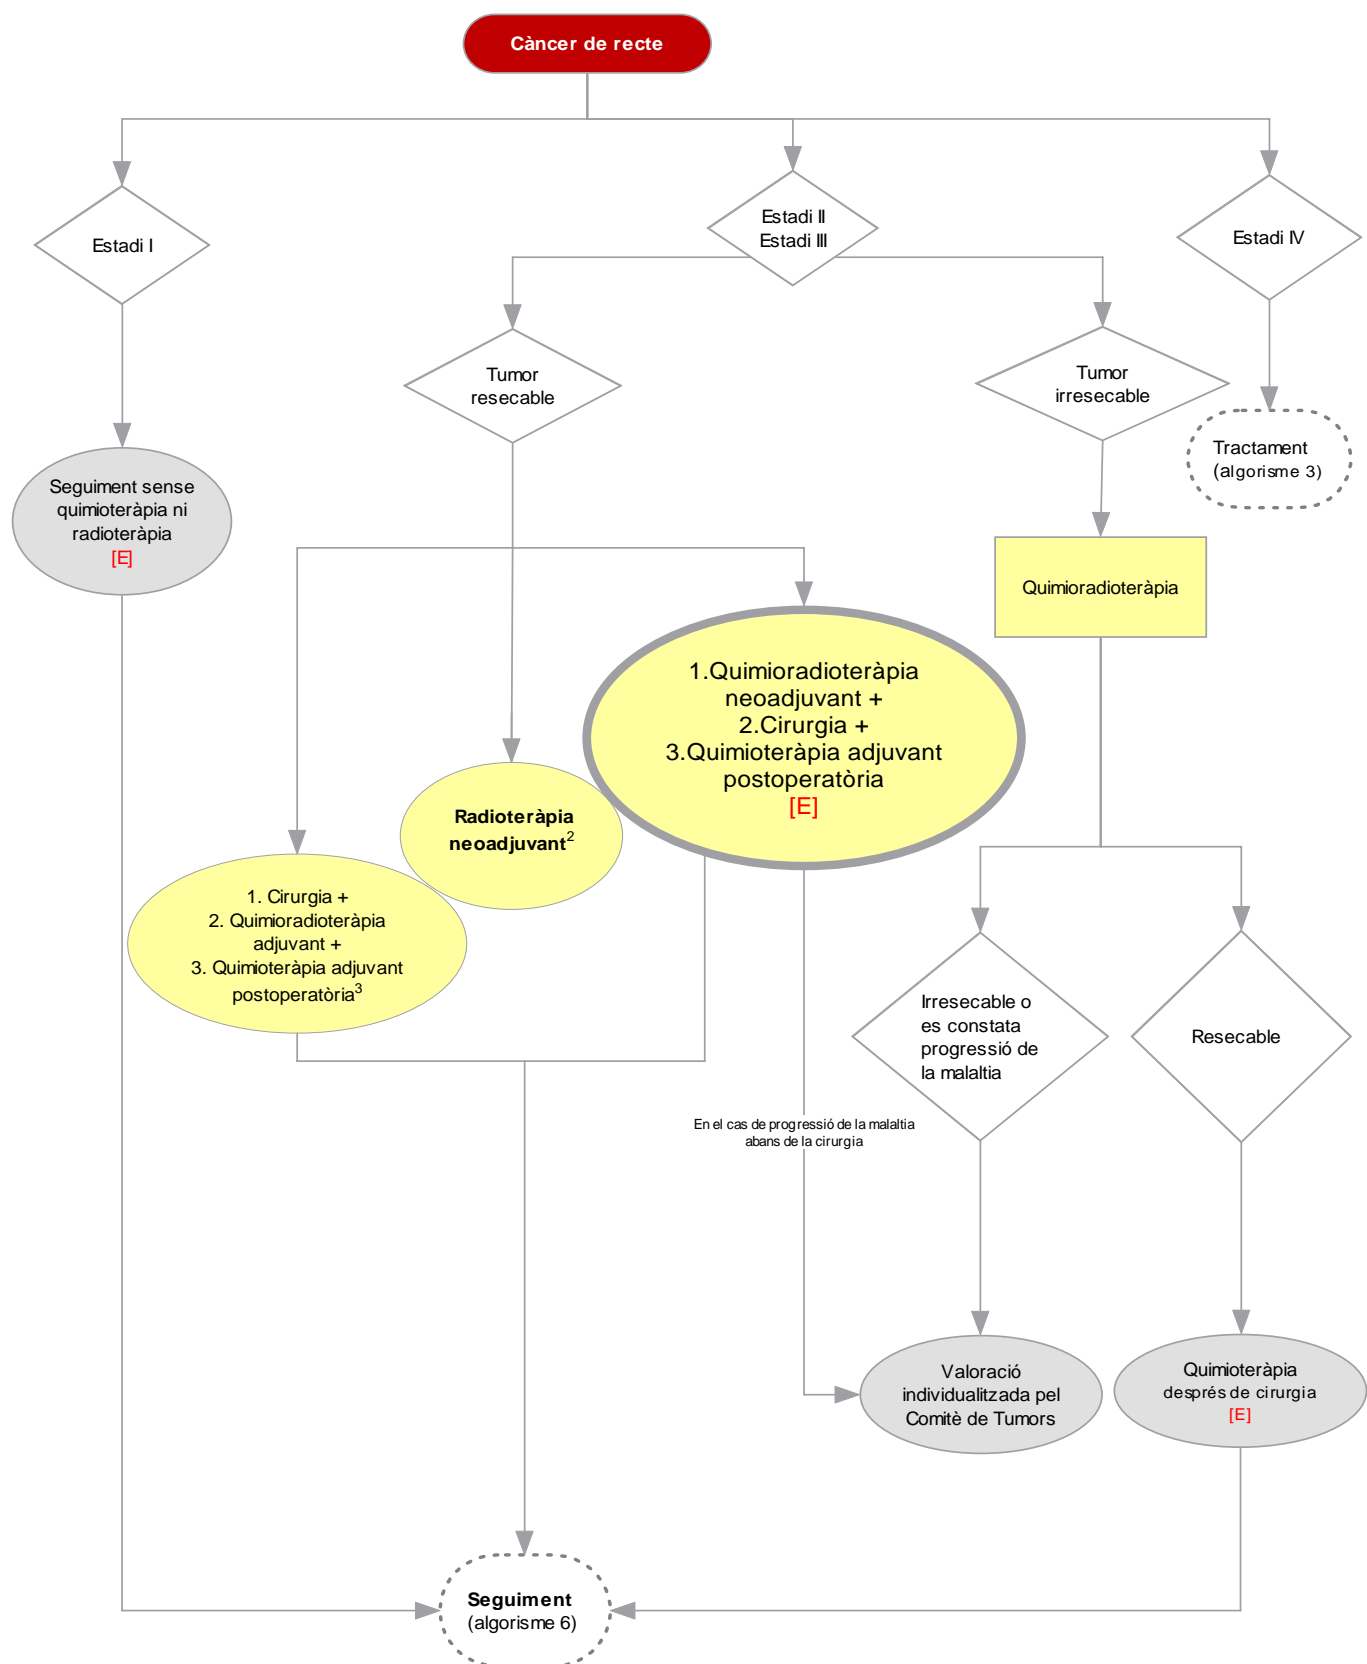 Càncer de recte
Estadi I
Estadi II
Estadi III
Estadi IV
Tumor
resecable
Tumor
irresecable
Tractament
(algorisme 3)
Seguiment sense
quimioteràpia ni
radioteràpia
[E]
Quimioradioteràpia
1.Quimioradioteràpia
neoadjuvant +
2.Cirurgia +
3.Quimioteràpia adjuvant
postoperatòria
[E]
Radioteràpia
neoadjuvant²
1. Cirurgia +
2. Quimioradioteràpia
adjuvant +
3. Quimioteràpia adjuvant
postoperatòria³
Irresecable o
es constata
progressió de
la malaltia
Resecable
En el cas de progressió de la malaltia
abans de la cirurgia
Valoració
individualitzada pel
Comitè de Tumors
Quimioteràpia
després de cirurgia
[E]
Seguiment
(algorisme 6)